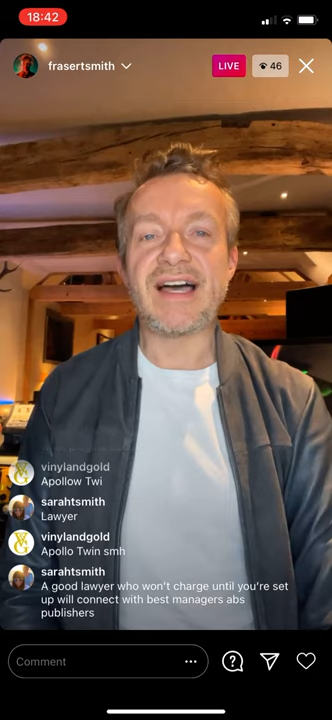 18:42
frasertsmith
LIVE
46
vinylandgold
Apollow Twi
sarahtsmith
Lawyer
vinylandgold
Apollo Twin smh
sarahtsmith
A good lawyer who won't charge until you're set
up will connect with best managers abs
publishers
Comment